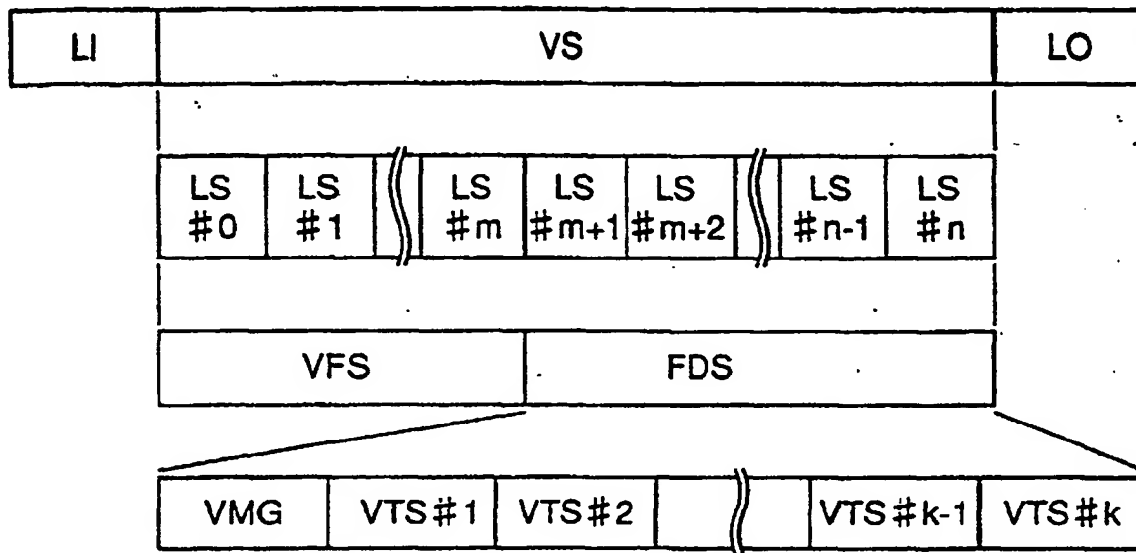 LI VS LO
LS #0 LS #1 LS #m LS #m+1 LS #m+2 LS #n-1 LS #n
VFS FDS
VMG VTS#1 VTS#2 VTS#k-1 VTS#k